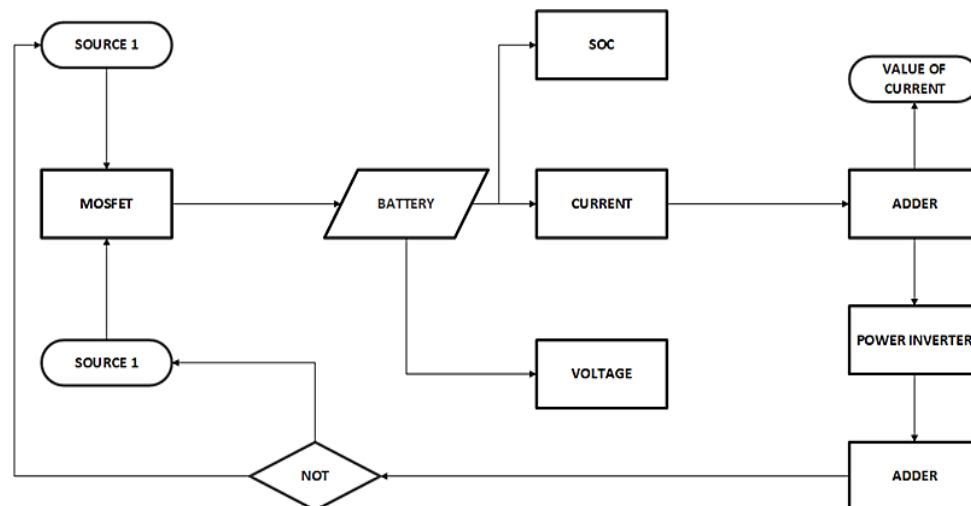 SOURCE 1
SOC
VALUE OF
CURRENT
MOSFET
BATTERY
CURRENT
ADDER
POWER INVERTER
SOURCE 1
VOLTAGE
NOT
ADDER